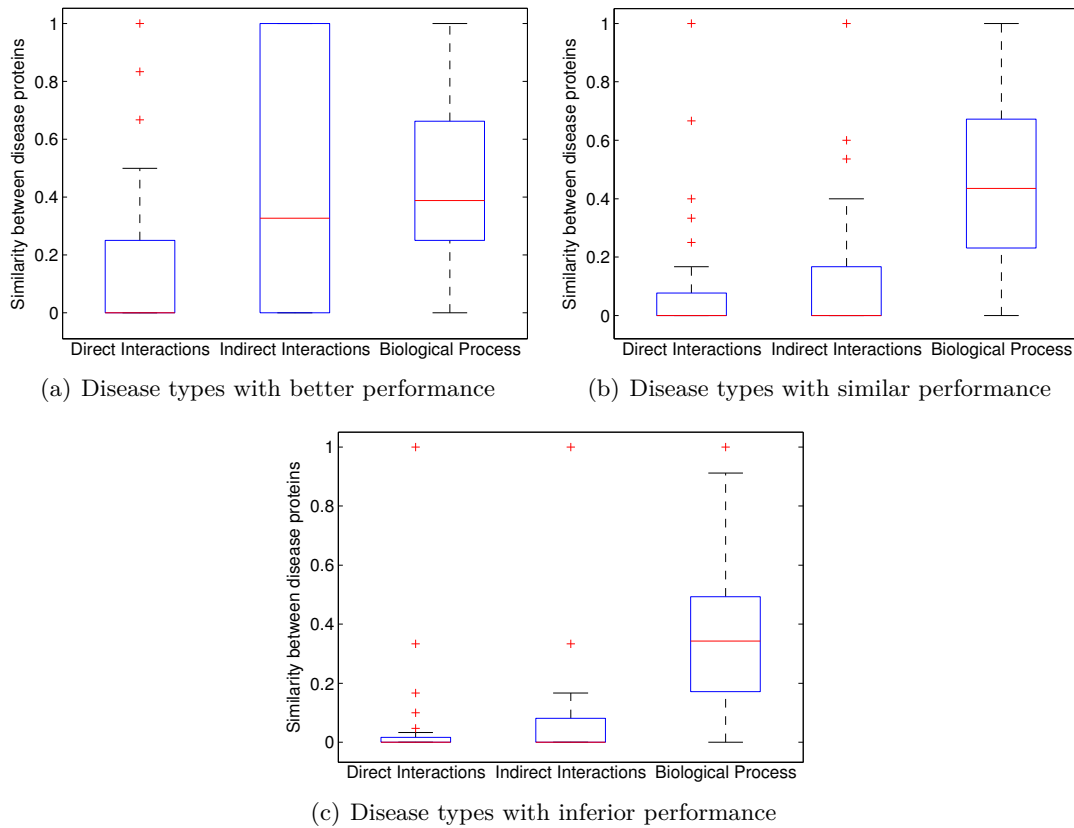 Similarity between disease proteins
1
0.8
0.6
0.4
0.2
0
Direct Interactions Indirect Interactions Biological Process
(a) Disease types with better performance
Similarity between disease proteins
1
0.8
0.6
0.4
0.2
0
Direct Interactions Indirect Interactions Biological Process
(b) Disease types with similar performance
Similarity between disease proteins
1
0.8
0.6
0.4
0.2
0
Direct Interactions Indirect Interactions Biological Process
(c) Disease types with inferior performance